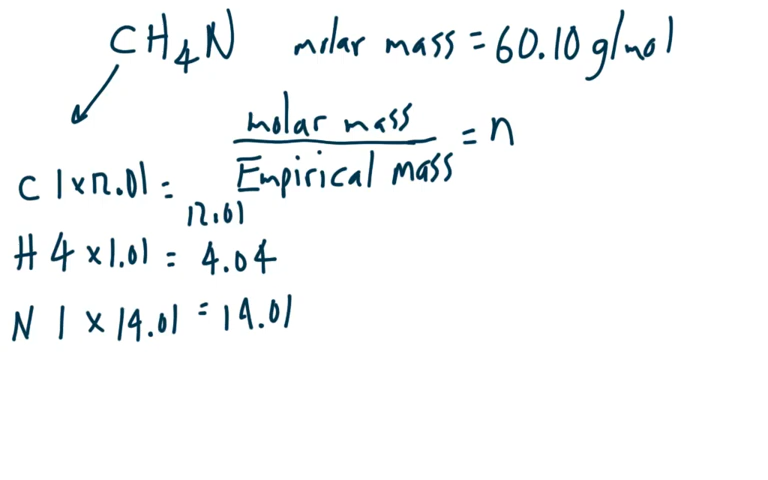 CH₄N molar mass = 60.10 g/mol
molar mass / Empirical mass = n
C 1 x 12.01 = 12.01
H 4 x 1.01 = 4.04
N 1 x 14.01 = 14.01